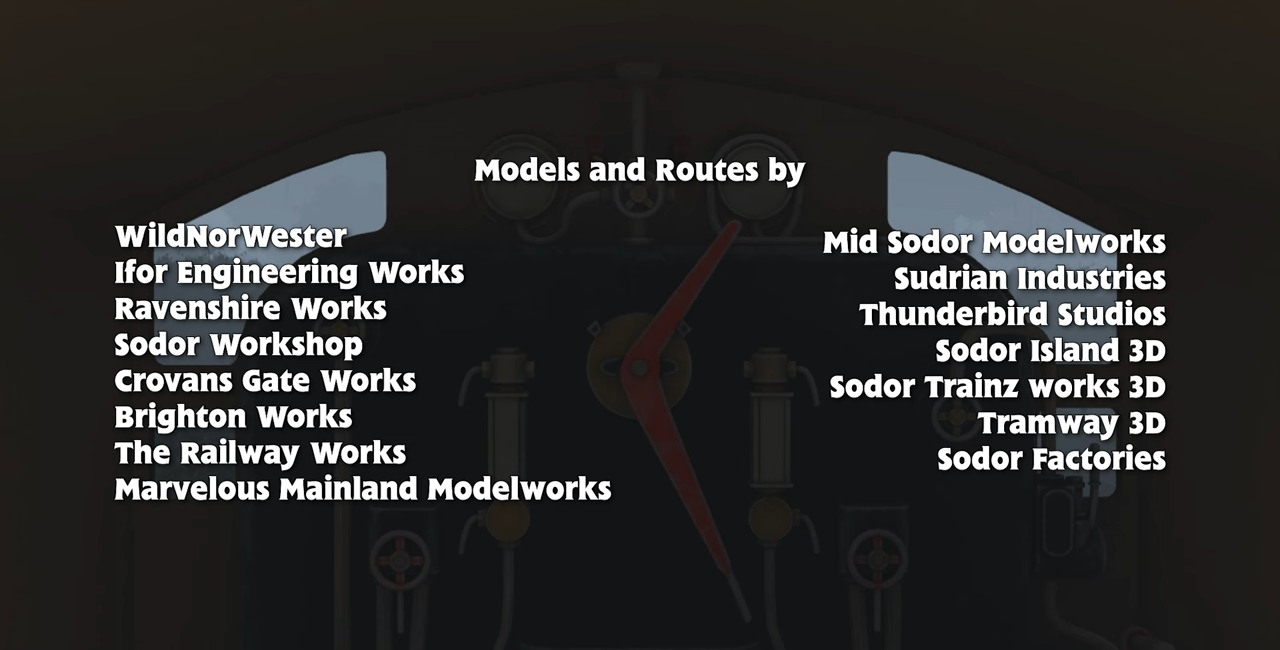 Models and Routes by
WildNorWester
Ifor Engineering Works
Ravenshire Works
Sodor Workshop
Crovans Gate Works
Brighton Works
The Railway Works
Marvelous Mainland Modelworks
Mid Sodor Modelworks
Sudrian Industries
Thunderbird Studios
Sodor Island 3D
Sodor Trainz works 3D
Tramway 3D
Sodor Factories